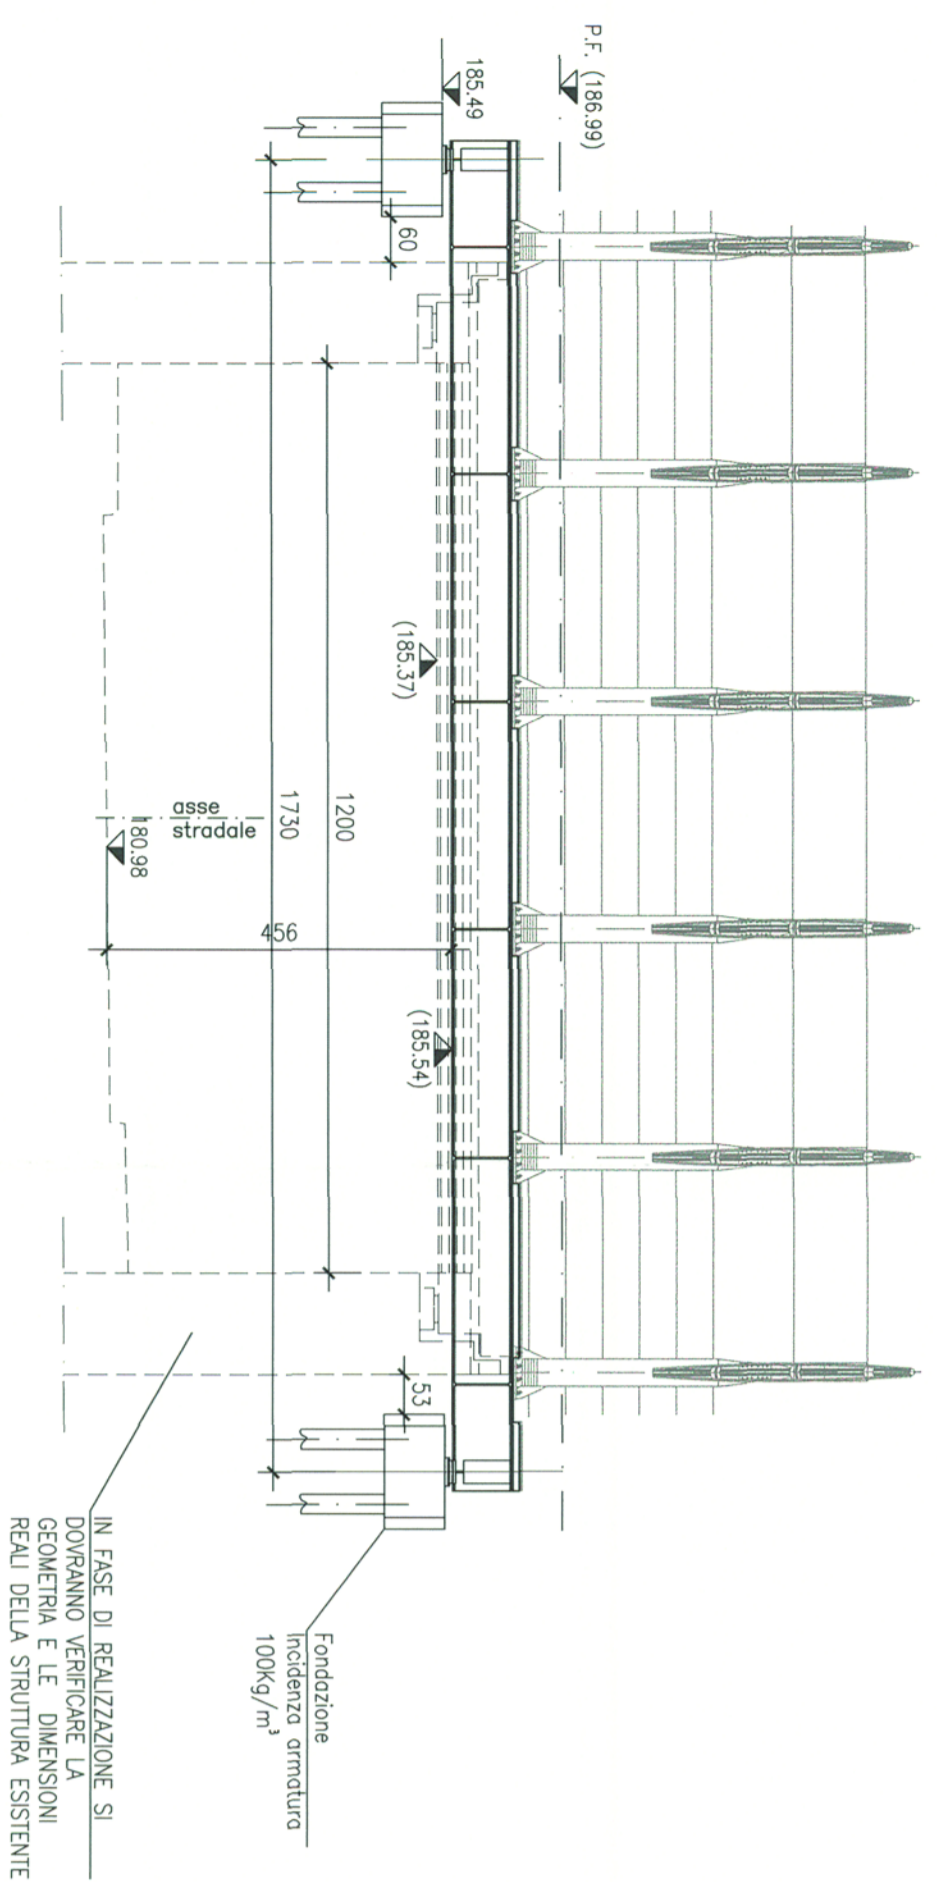 P.F. (186.99)
185.49
60
(185.37)
1200
1730
asse
stradale
180.98
456
(185.54)
53
Fondazione
Incidenza armatura
100Kg/m³
IN FASE DI REALIZZAZIONE SI
DOVRANNO VERIFICARE LA
GEOMETRIA E LE DIMENSIONI
REALI DELLA STRUTTURA ESISTENTE